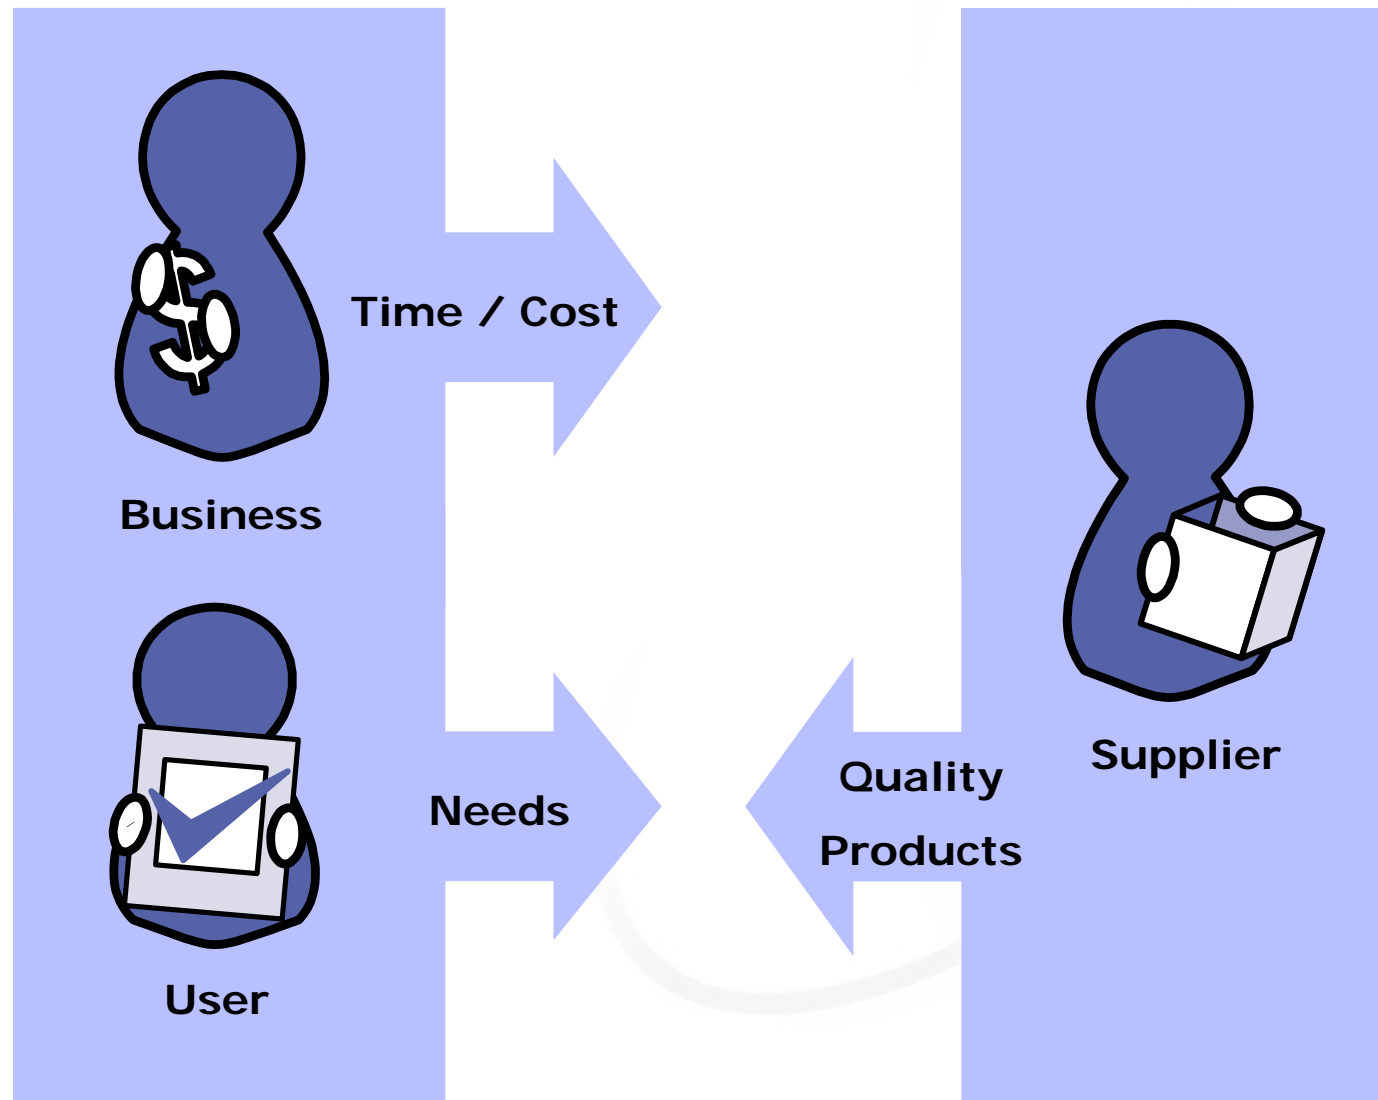 Time / Cost
Business
Needs
User
Quality
Products
Supplier